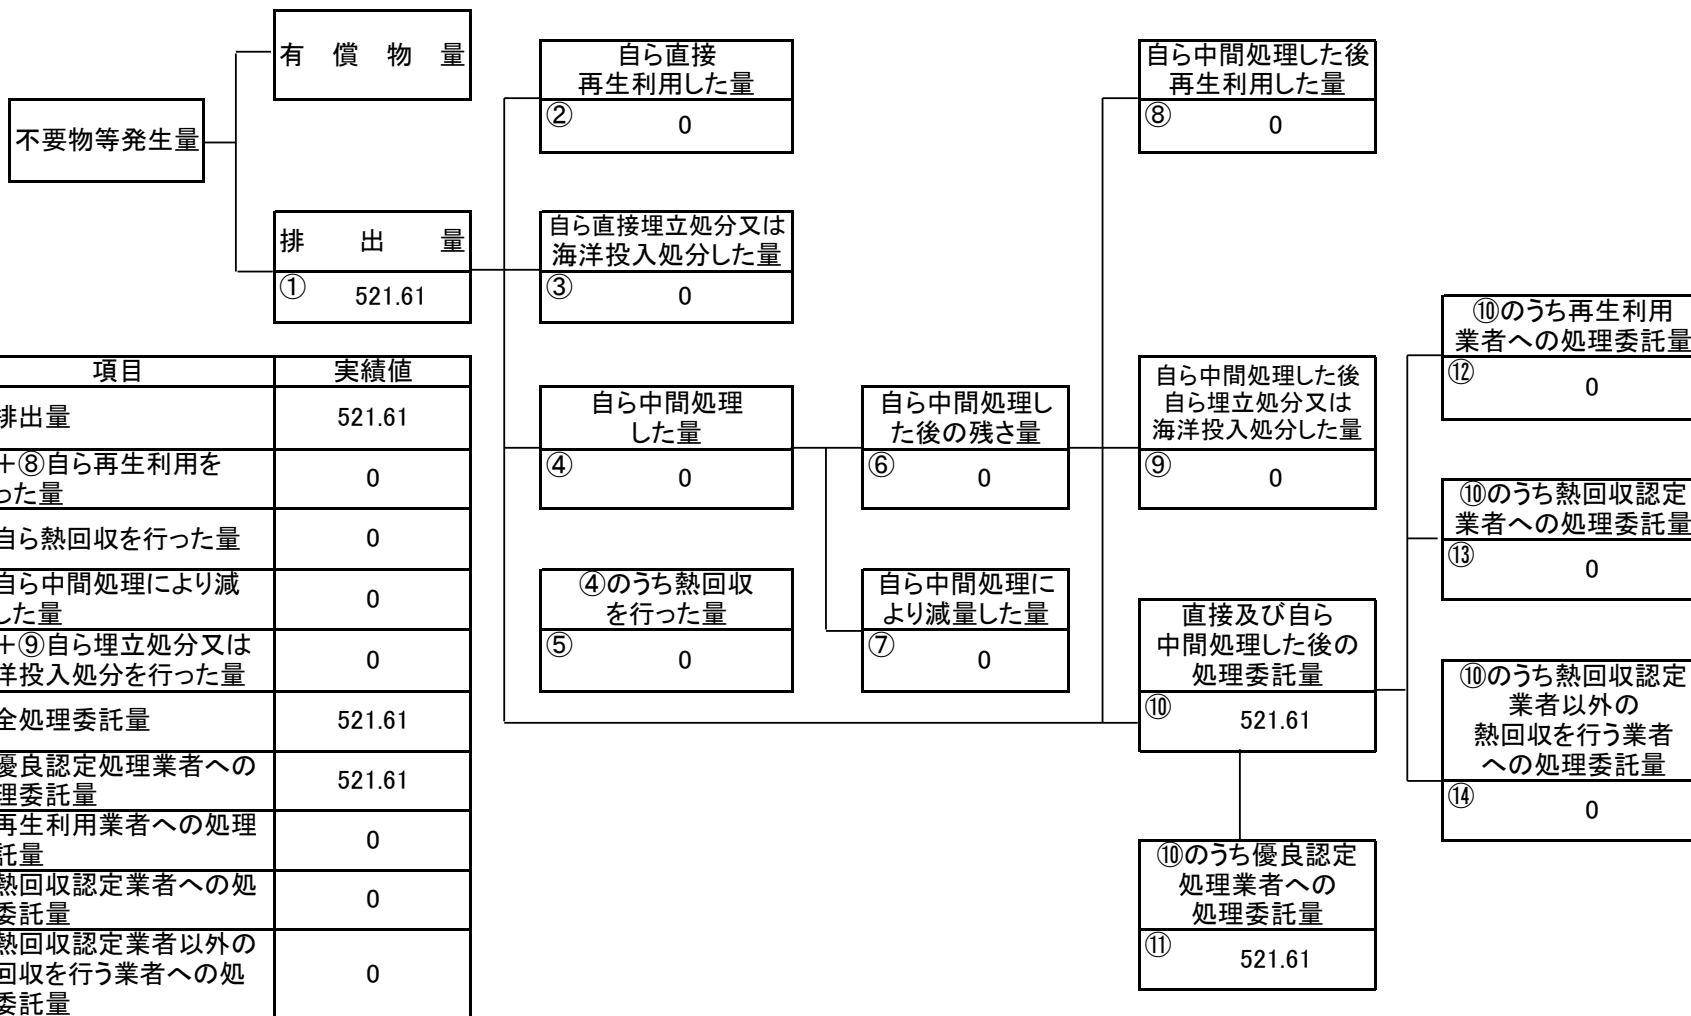 有償物量
不要物等発生量
排出量
① 521.61
自ら直接
再生利用した量
② 0
自ら直接埋立処分又は
海洋投入処分した量
③ 0
自ら中間処理
した量
④ 0
④のうち熱回収
を行った量
⑤ 0
自ら中間処理し
た後の残さ量
⑥ 0
自ら中間処理に
より減量した量
⑦ 0
自ら中間処理した後
再生利用した量
⑧ 0
自ら中間処理した後
自ら埋立処分又は
海洋投入処分した量
⑨ 0
直接及び自ら
中間処理した後の
処理委託量
⑩ 521.61
⑩のうち優良認定
処理業者への
処理委託量
⑪ 521.61
⑩のうち再生利用
業者への処理委託量
⑫ 0
⑩のうち熱回収認定
業者への処理委託量
⑬ 0
⑩のうち熱回収認定
業者以外の
熱回収を行う業者
への処理委託量
⑭ 0
項目 実績値
排出量 521.61
+⑧自ら再生利用を
った量 0
自ら熱回収を行った量 0
自ら中間処理により減
した量 0
+⑨自ら埋立処分又は
洋投入処分を行った量 0
全処理委託量 521.61
優良認定処理業者への
理委託量 521.61
再生利用業者への処理
託量 0
熱回収認定業者への処
委託量 0
熱回収認定業者以外の
回収を行う業者への処
委託量 0